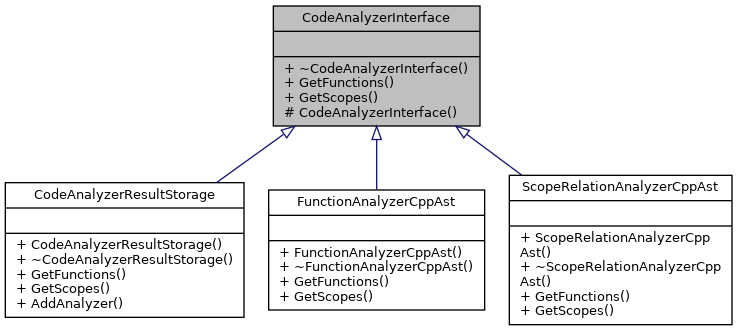 CodeAnalyzerInterface
+ ~CodeAnalyzerInterface()
+ GetFunctions()
+ GetScopes()
# CodeAnalyzerInterface()
CodeAnalyzerResultStorage
+ CodeAnalyzerResultStorage()
+ ~CodeAnalyzerResultStorage()
+ GetFunctions()
+ GetScopes()
+ AddAnalyzer()
FunctionAnalyzerCppAst
+ FunctionAnalyzerCppAst()
+ ~FunctionAnalyzerCppAst()
+ GetFunctions()
+ GetScopes()
ScopeRelationAnalyzerCppAst
+ ScopeRelationAnalyzerCpp
Ast()
+ ~ScopeRelationAnalyzerCpp
Ast()
+ GetFunctions()
+ GetScopes()